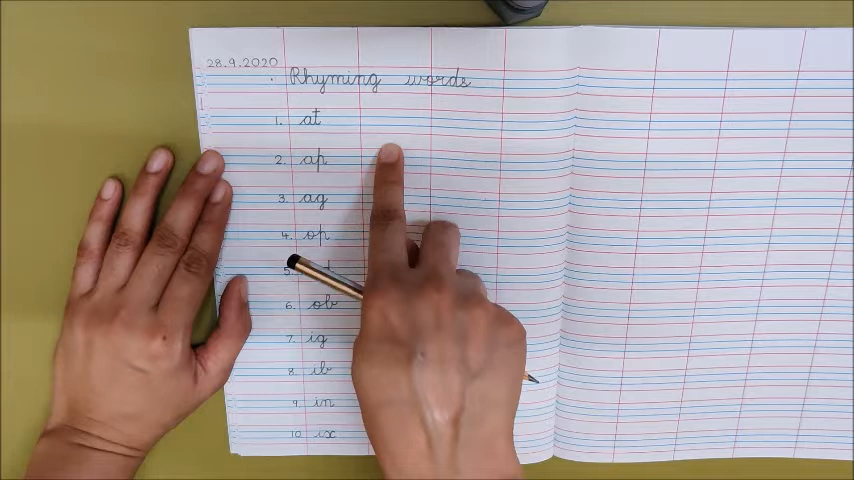 28.9.2020
Rhyming words
1. at
2. ap
3. ag
4. op
5.
6. ob
7. ig
8. ib
9. in
10 ix